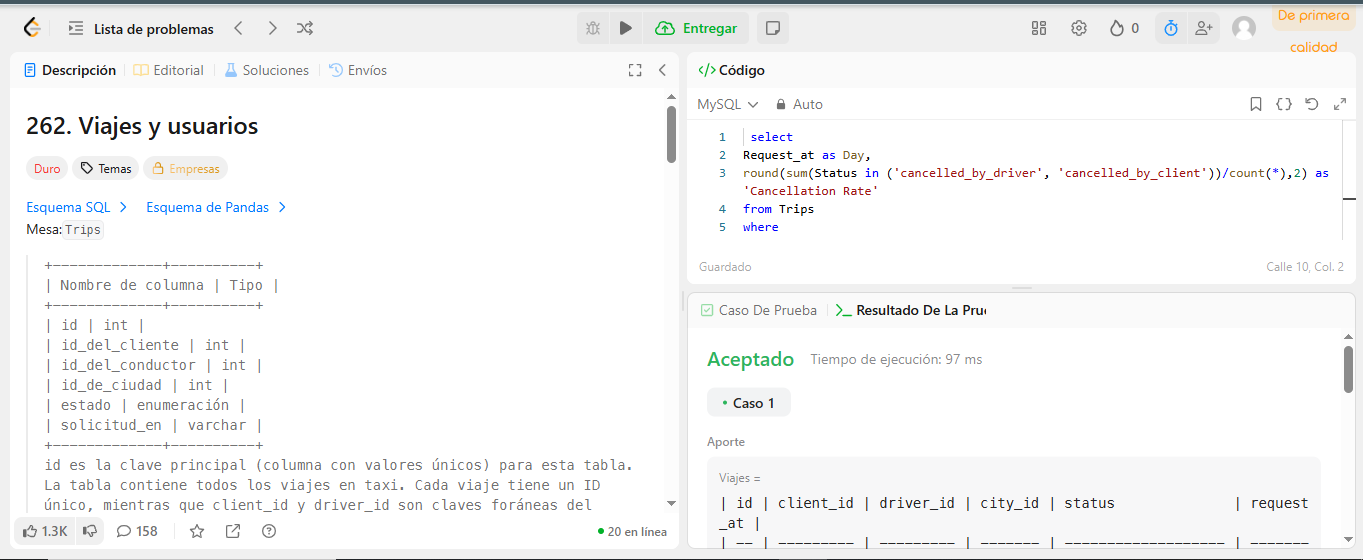 Lista de problemas
Entregar
0
De primera
calidad
Descripción
Editorial
Soluciones
Envíos
262. Viajes y usuarios
Duro
Temas
Empresas
Esquema SQL
Esquema de Pandas
Mesa:Trips
+-------------+----------+
| Nombre de columna | Tipo |
+-------------+----------+
| id | int |
| id_del_cliente | int |
| id_del_conductor | int |
| id_de_ciudad | int |
| estado | enumeración |
| solicitud_en | varchar |
+-------------+----------+
id es la clave principal (columna con valores únicos) para esta tabla.
La tabla contiene todos los viajes en taxi. Cada viaje tiene un ID
único, mientras que client_id y driver_id son claves foráneas del
1.3K
158
20 en línea
</> Código
MySQL
Auto
1 select
2 Request_at as Day,
3 round(sum(Status in ('cancelled_by_driver', 'cancelled_by_client'))/count(*),2) as
'Cancellation Rate'
4 from Trips
5 where
Guardado
Calle 10, Col. 2
Caso De Prueba
Resultado De La Prue
Aceptado
Tiempo de ejecución: 97 ms
Caso 1
Aporte
Viajes =
| id | client_id | driver_id | city_id | status | request
_at |
| -- | --------- | --------- | ------- | ------------------- | -------